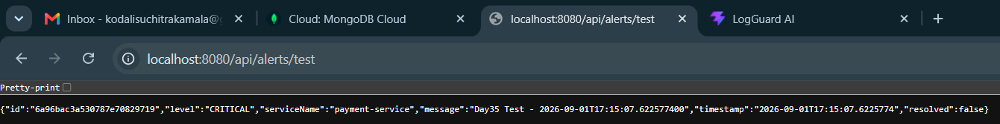 Inbox - kodalisuchitrakamala@g
Cloud: MongoDB Cloud
localhost:8080/api/alerts/test
LogGuard AI
localhost:8080/api/alerts/test
Pretty-print
{"id":"6a96bac3a530787e70829719","level":"CRITICAL","serviceName":"payment-service","message":"Day35 Test - 2026-09-01T17:15:07.622577400","timestamp":"2026-09-01T17:15:07.6225774","resolved":false}